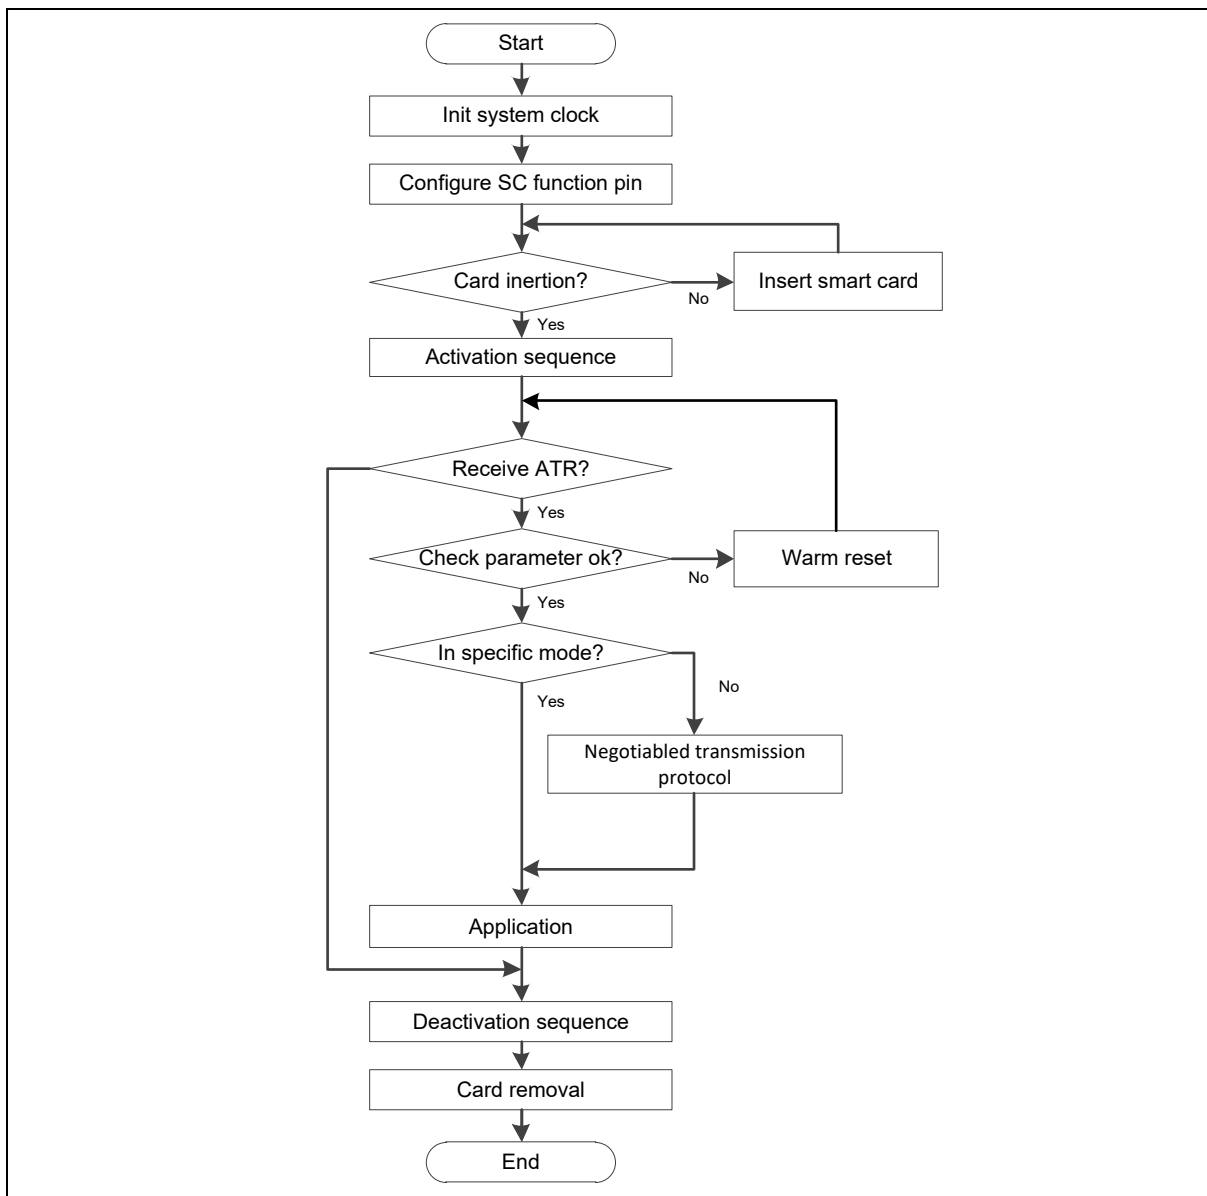 Start
Init system clock
Configure SC function pin
Card inertion?
No
Insert smart card
Yes
Activation sequence
Receive ATR?
Yes
Check parameter ok?
No
Warm reset
Yes
In specific mode?
No
Yes
Negotiabled transmission
protocol
Application
Deactivation sequence
Card removal
End